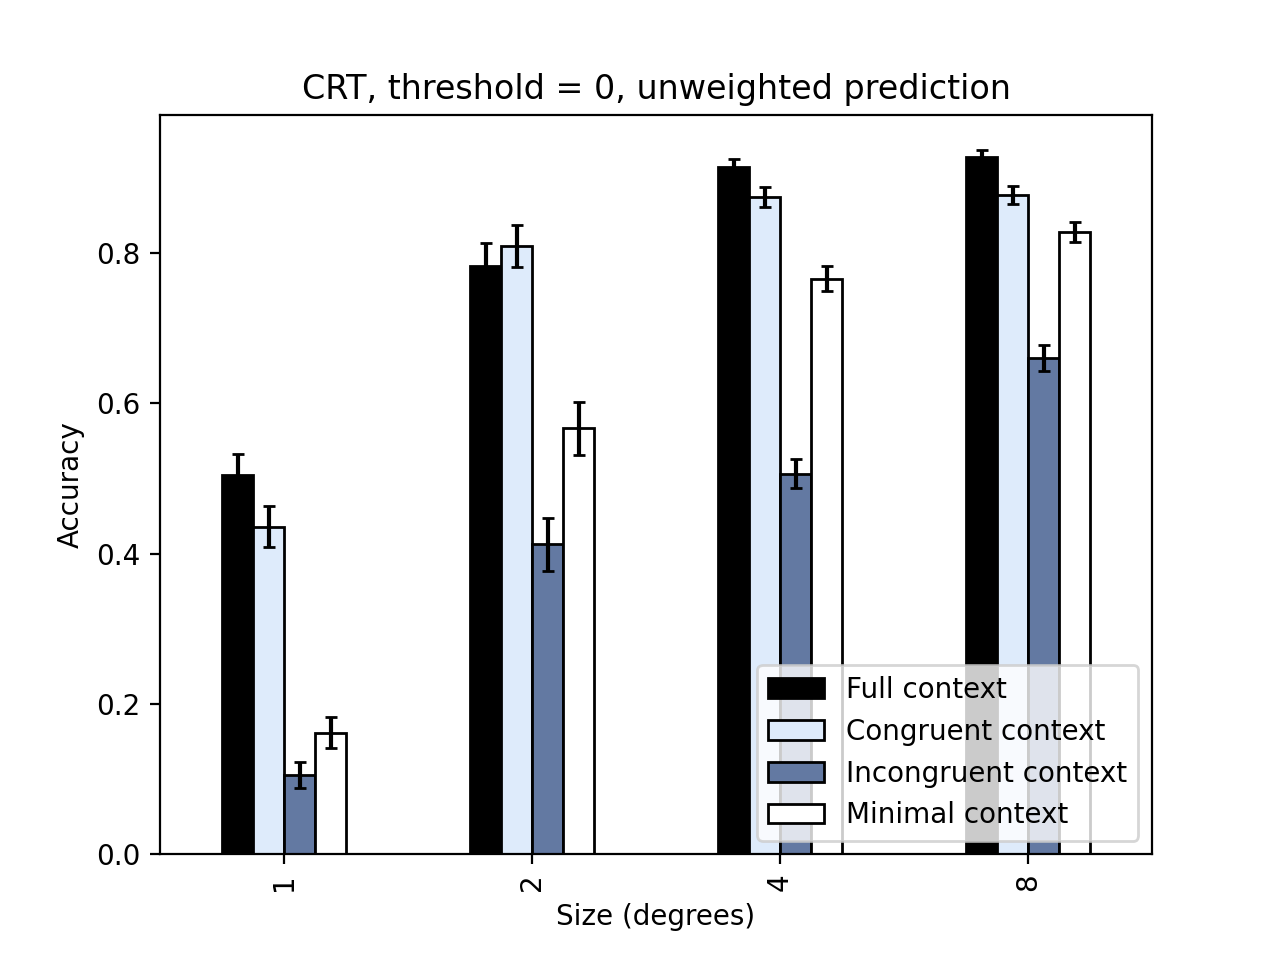 CRT, threshold = 0, unweighted prediction
Accuracy
0.8
0.6
0.4
0.2
0.0
Full context
Congruent context
Incongruent context
Minimal context
1
2
4
8
Size (degrees)